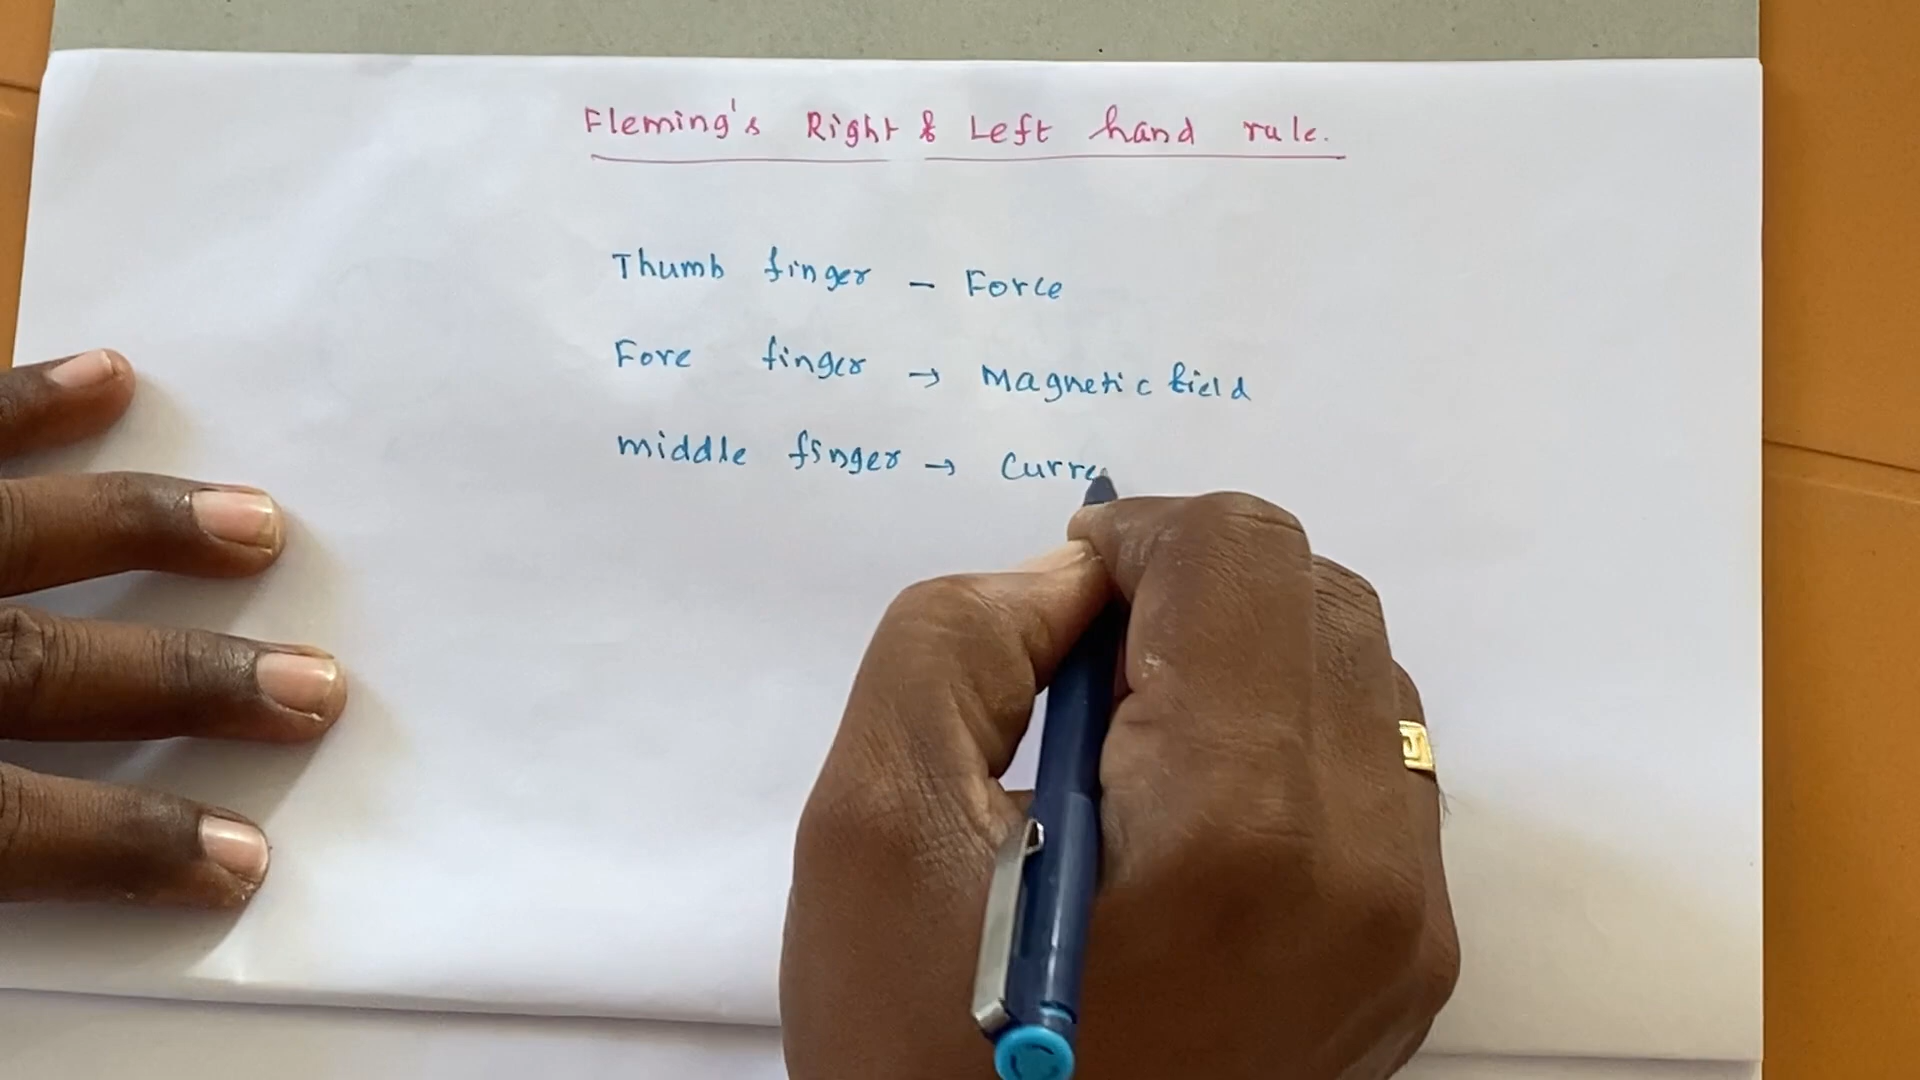 Fleming's Right & Left hand rule.
Thumb finger - Force
Fore finger → Magnetic field
middle finger → Curre